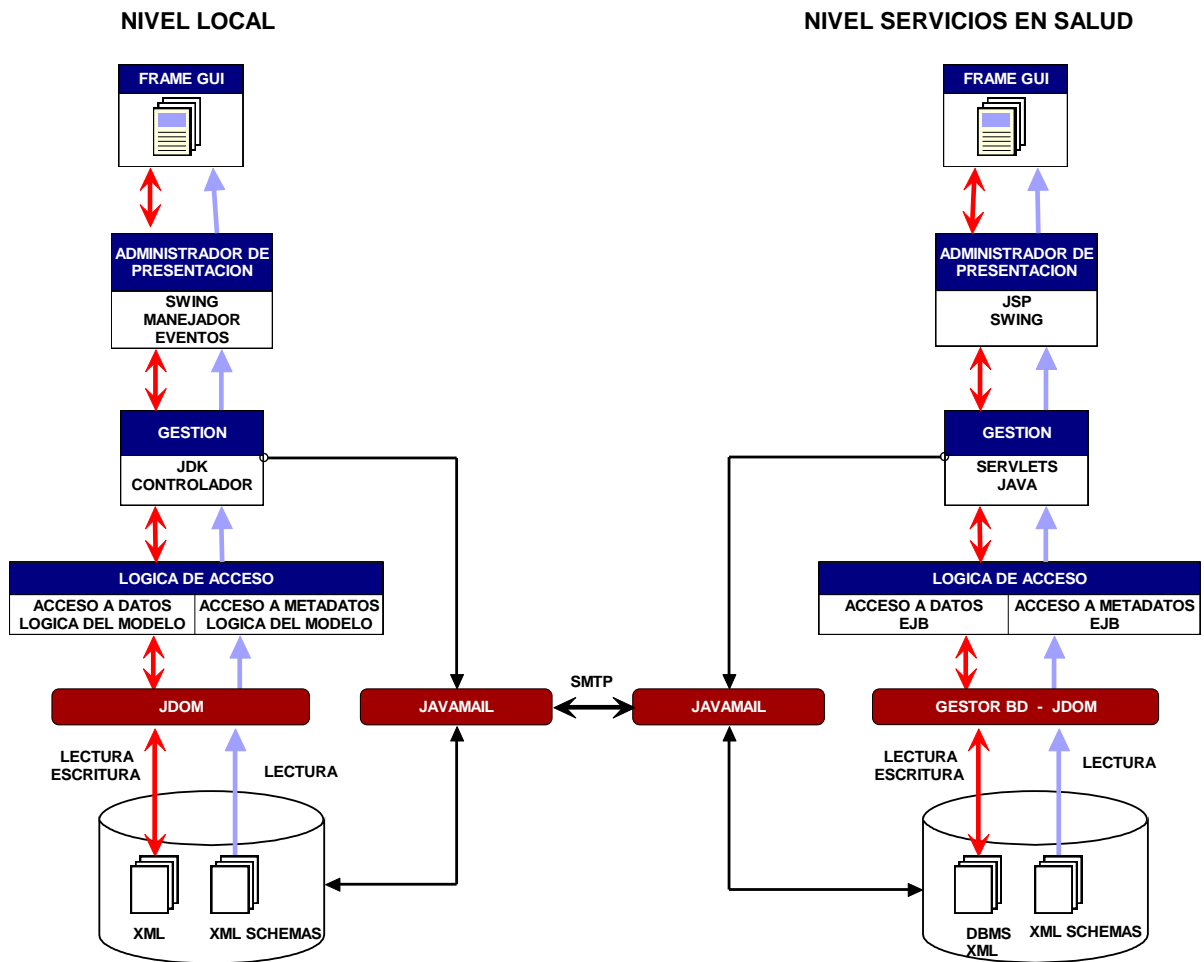 NIVEL LOCAL
FRAME GUI
ADMINISTRADOR DE
PRESENTACION
SWING
MANEJADOR
EVENTOS
GESTION
JDK
CONTROLADOR
LOGICA DE ACCESO
ACCESO A DATOS
LOGICA DEL MODELO
ACCESO A METADATOS
LOGICA DEL MODELO
JDOM
JAVAMAIL
LECTURA
ESCRITURA
LECTURA
XML
XML SCHEMAS
SMTP
NIVEL SERVICIOS EN SALUD
FRAME GUI
ADMINISTRADOR DE
PRESENTACION
JSP
SWING
GESTION
SERVLETS
JAVA
LOGICA DE ACCESO
ACCESO A DATOS
EJB
ACCESO A METADATOS
EJB
JAVAMAIL
GESTOR BD - JDOM
LECTURA
ESCRITURA
LECTURA
DBMS
XML
XML SCHEMAS